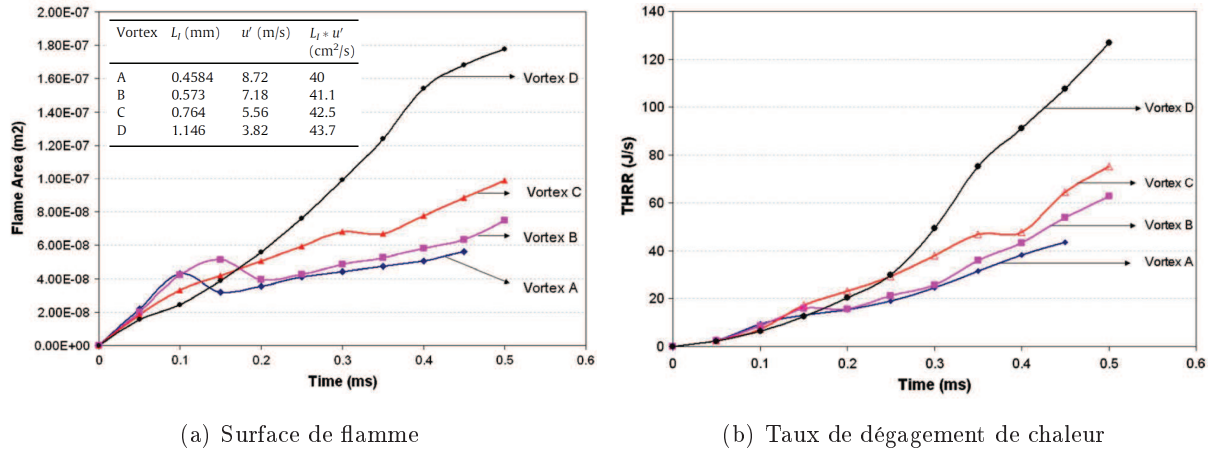 2.00E-07
1.80E-07
1.60E-07
1.40E-07
1.20E-07
1.00E-07
8.00E-08
6.00E-08
4.00E-08
2.00E-08
0.00E+00
Flame Area (m2)
Vortex L_l (mm) u' (m/s) L_l * u'
(cm²/s)
A 0.4584 8.72 40
B 0.573 7.18 41.1
C 0.764 5.56 42.5
D 1.146 3.82 43.7
Vortex D
Vortex C
Vortex B
Vortex A
0 0.1 0.2 0.3 0.4 0.5 0.6
Time (ms)
(a) Surface de flamme
140
120
100
80
60
40
20
0
THRR (J/s)
Vortex D
Vortex C
Vortex B
Vortex A
0 0.1 0.2 0.3 0.4 0.5 0.6
Time (ms)
(b) Taux de dégagement de chaleur